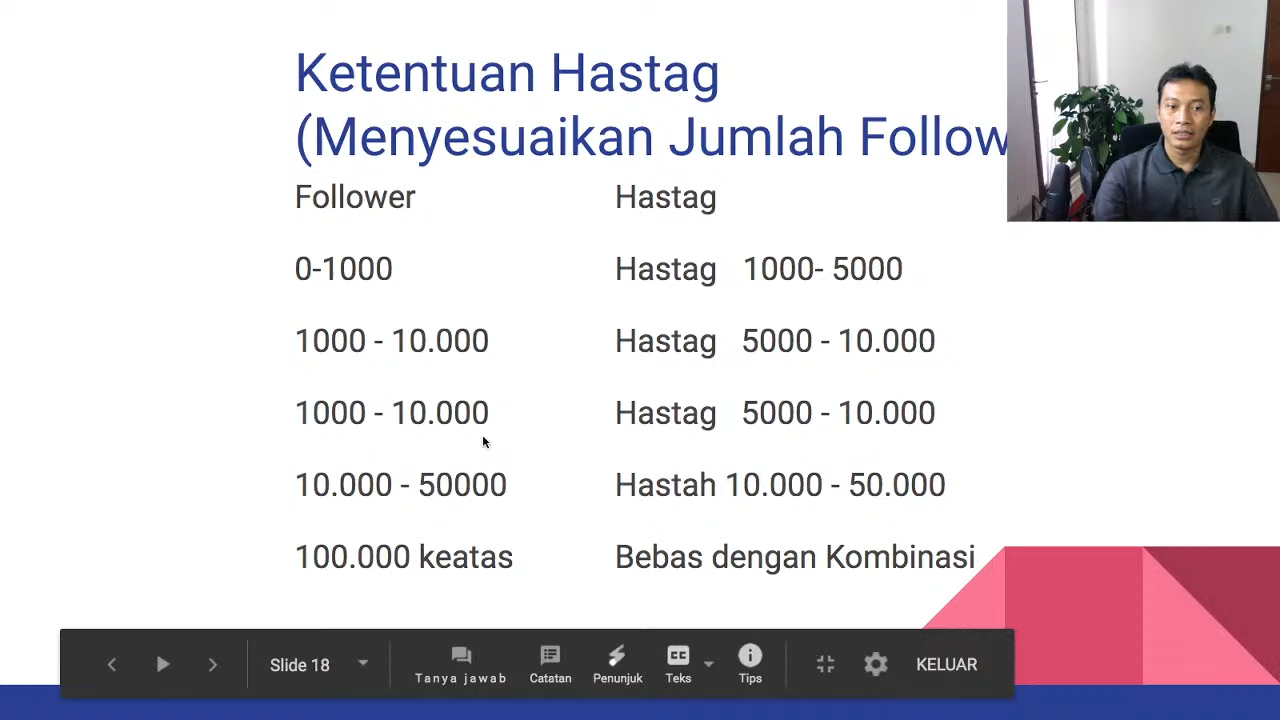 Ketentuan Hastag
(Menyesuaikan Jumlah Follow
Follower Hastag
0-1000 Hastag 1000- 5000
1000 - 10.000 Hastag 5000 - 10.000
1000 - 10.000 Hastag 5000 - 10.000
10.000 - 50000 Hastah 10.000 - 50.000
100.000 keatas Bebas dengan Kombinasi
Slide 18 Tanya jawab Catatan Penunjuk CC Teks Tips KELUAR